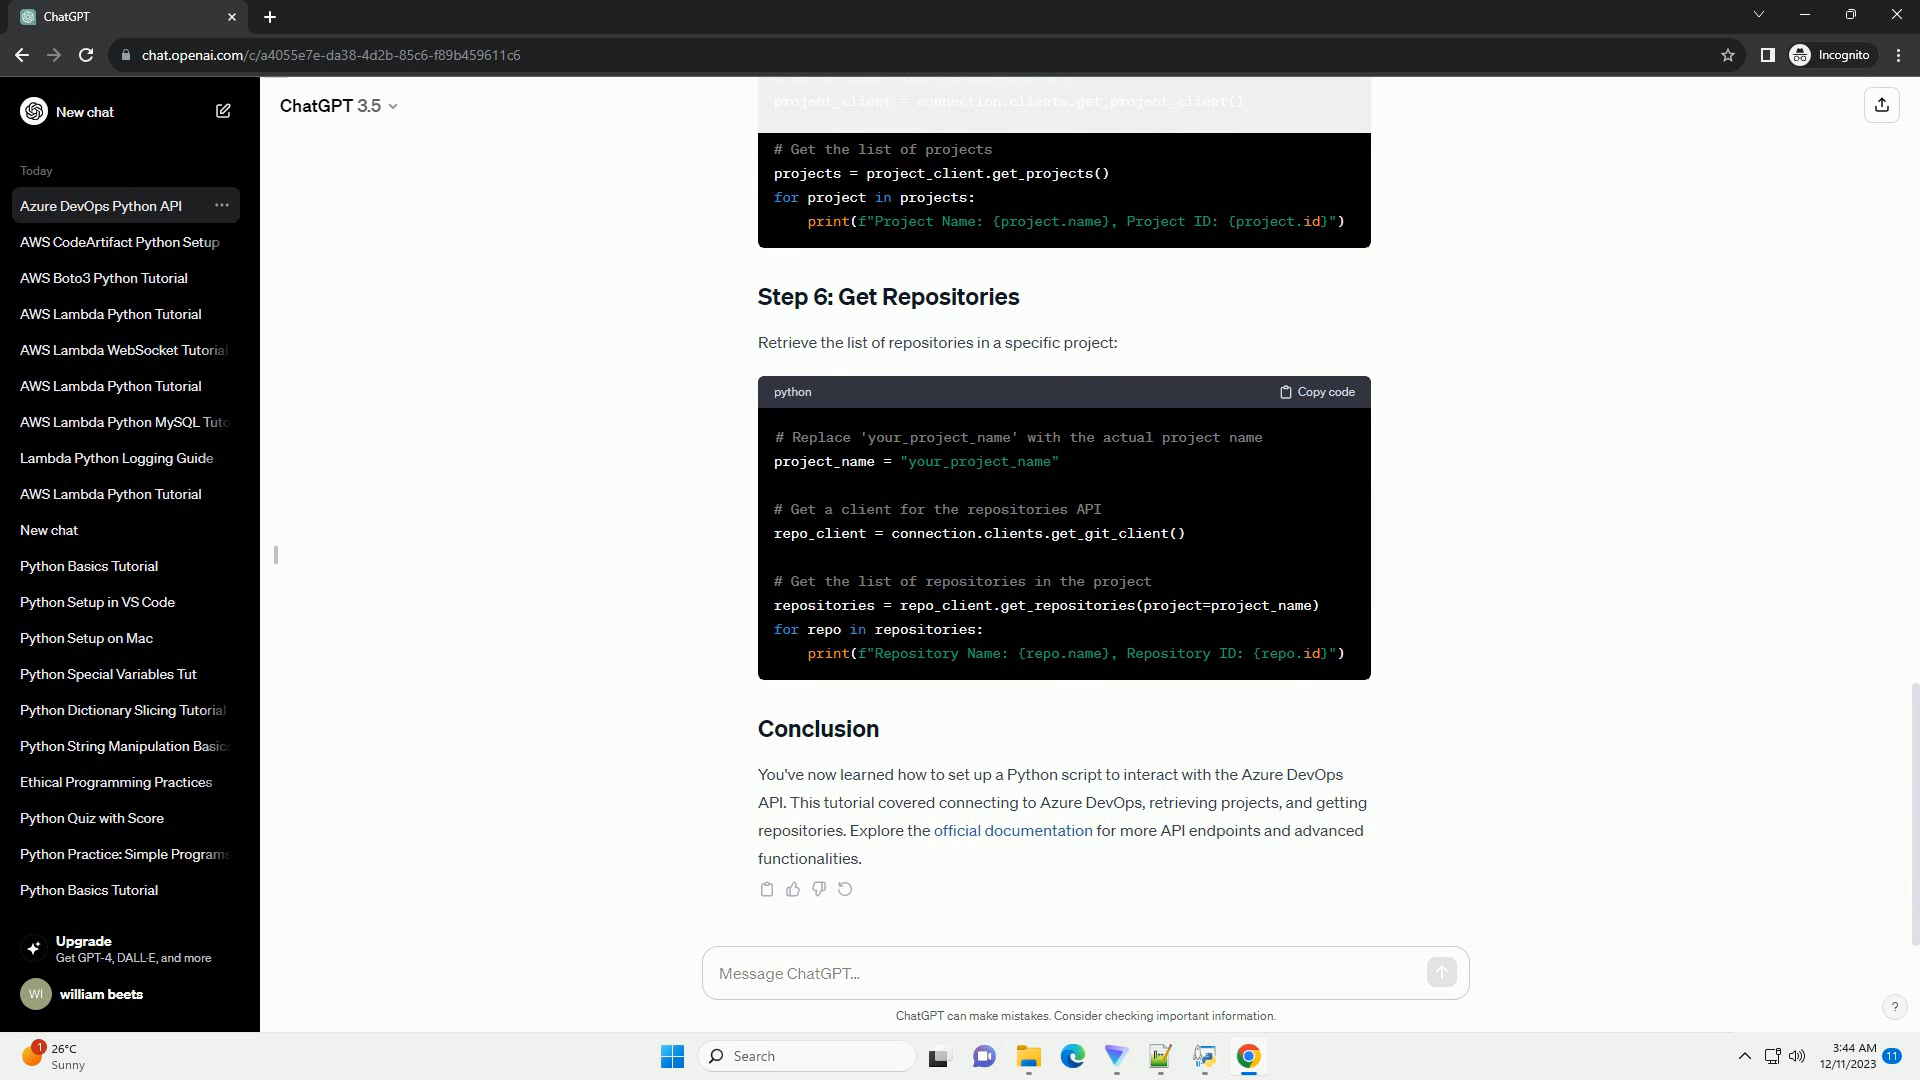 ChatGPT
chat.openai.com/c/a4055e7e-da38-4d2b-85c6-f89b459611c6
Incognito
New chat
Today
Azure DevOps Python API
AWS CodeArtifact Python Setup
AWS Boto3 Python Tutorial
AWS Lambda Python Tutorial
AWS Lambda WebSocket Tutorial
AWS Lambda Python Tutorial
AWS Lambda Python MySQL Tuto
Lambda Python Logging Guide
AWS Lambda Python Tutorial
New chat
Python Basics Tutorial
Python Setup in VS Code
Python Setup on Mac
Python Special Variables Tut
Python Dictionary Slicing Tutorial
Python String Manipulation Basics
Ethical Programming Practices
Python Quiz with Score
Python Practice: Simple Programs
Python Basics Tutorial
Upgrade
Get GPT-4, DALL·E, and more
WI
william beets
ChatGPT 3.5
project_client = connection.clients.get_project_client()
# Get the list of projects
projects = project_client.get_projects()
for project in projects:
    print(f"Project Name: {project.name}, Project ID: {project.id}")
Step 6: Get Repositories
Retrieve the list of repositories in a specific project:
python
Copy code
# Replace 'your_project_name' with the actual project name
project_name = "your_project_name"
# Get a client for the repositories API
repo_client = connection.clients.get_git_client()
# Get the list of repositories in the project
repositories = repo_client.get_repositories(project=project_name)
for repo in repositories:
    print(f"Repository Name: {repo.name}, Repository ID: {repo.id}")
Conclusion
You've now learned how to set up a Python script to interact with the Azure DevOps
API. This tutorial covered connecting to Azure DevOps, retrieving projects, and getting
repositories. Explore the official documentation for more API endpoints and advanced
functionalities.
Message ChatGPT...
ChatGPT can make mistakes. Consider checking important information.
?
1
26°C
Sunny
Search
3:44 AM
12/11/2023
11